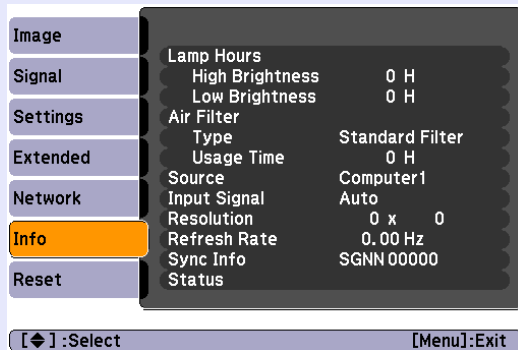 Image
Signal
Settings
Extended
Network
Info
Reset
Lamp Hours
High Brightness 0 H
Low Brightness 0 H
Air Filter
Type Standard Filter
Usage Time 0 H
Source Computer1
Input Signal Auto
Resolution 0 x 0
Refresh Rate 0.00 Hz
Sync Info SGNN 00000
Status
[◆] :Select [Menu]:Exit